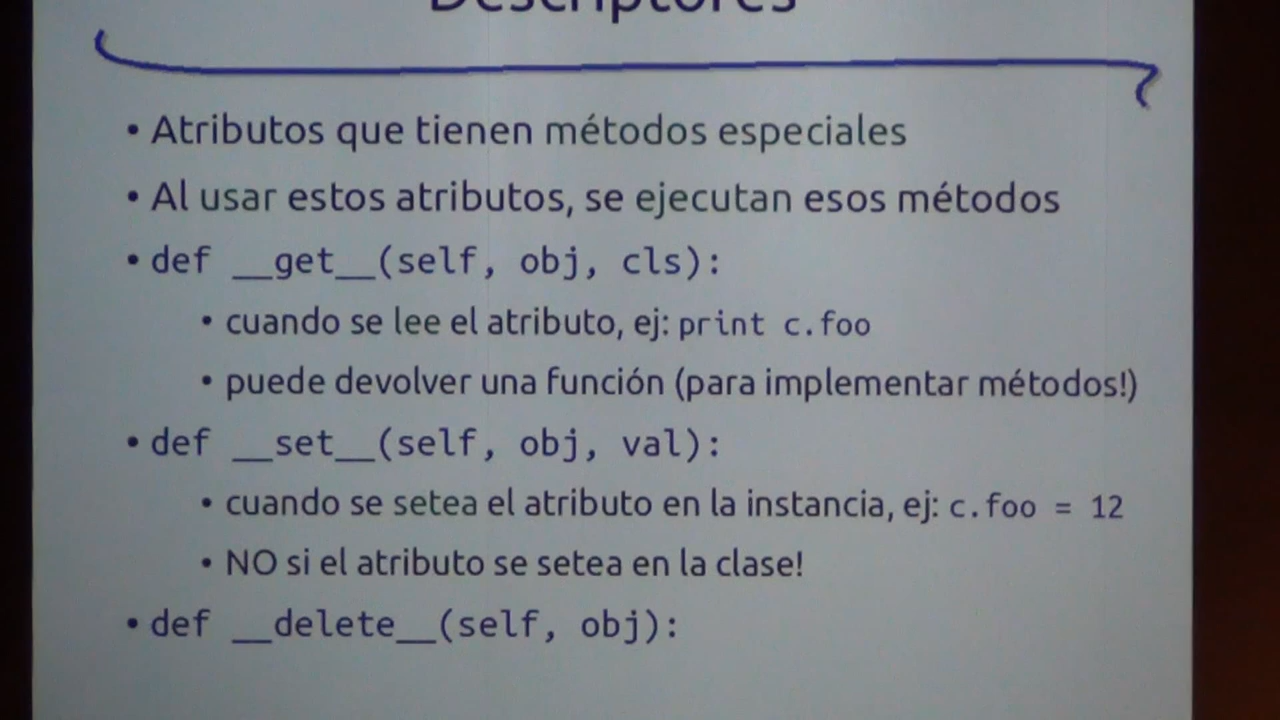 Descriptores
• Atributos que tienen métodos especiales
• Al usar estos atributos, se ejecutan esos métodos
• def __get__(self, obj, cls):
• cuando se lee el atributo, ej: print c.foo
• puede devolver una función (para implementar métodos!)
• def __set__(self, obj, val):
• cuando se setea el atributo en la instancia, ej: c.foo = 12
• NO si el atributo se setea en la clase!
• def __delete__(self, obj):